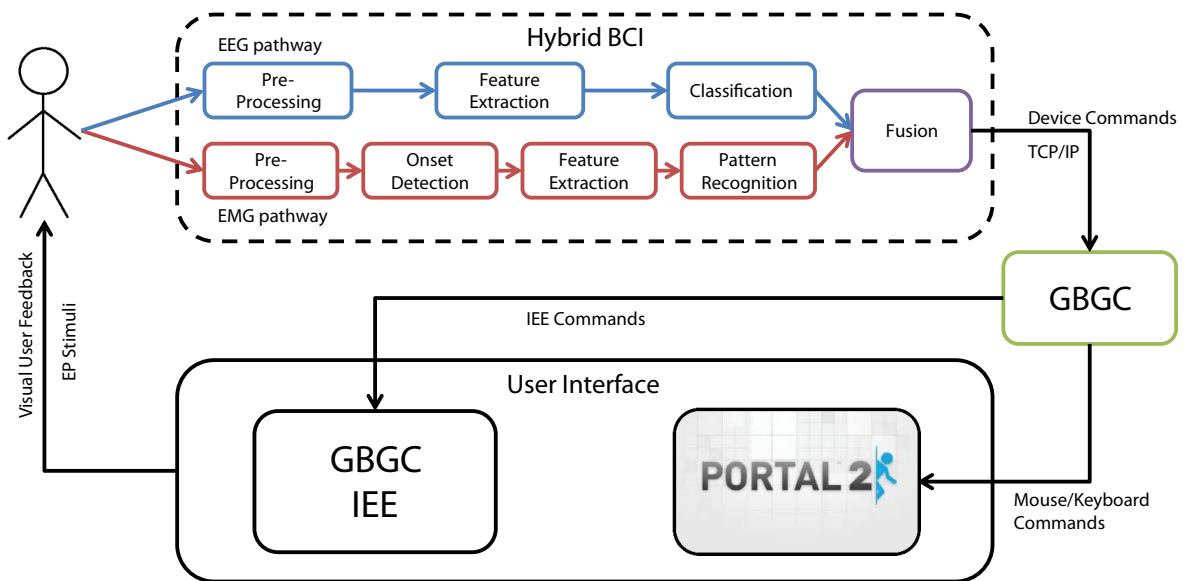 Hybrid BCI
EEG pathway
Pre-
Processing
Feature
Extraction
Classification
Fusion
Pre-
Processing
Onset
Detection
Feature
Extraction
Pattern
Recognition
EMG pathway
Device Commands
TCP/IP
GBGC
IEE Commands
Visual User Feedback
EP Stimuli
User Interface
GBGC
IEE
PORTAL 2
Mouse/Keyboard
Commands